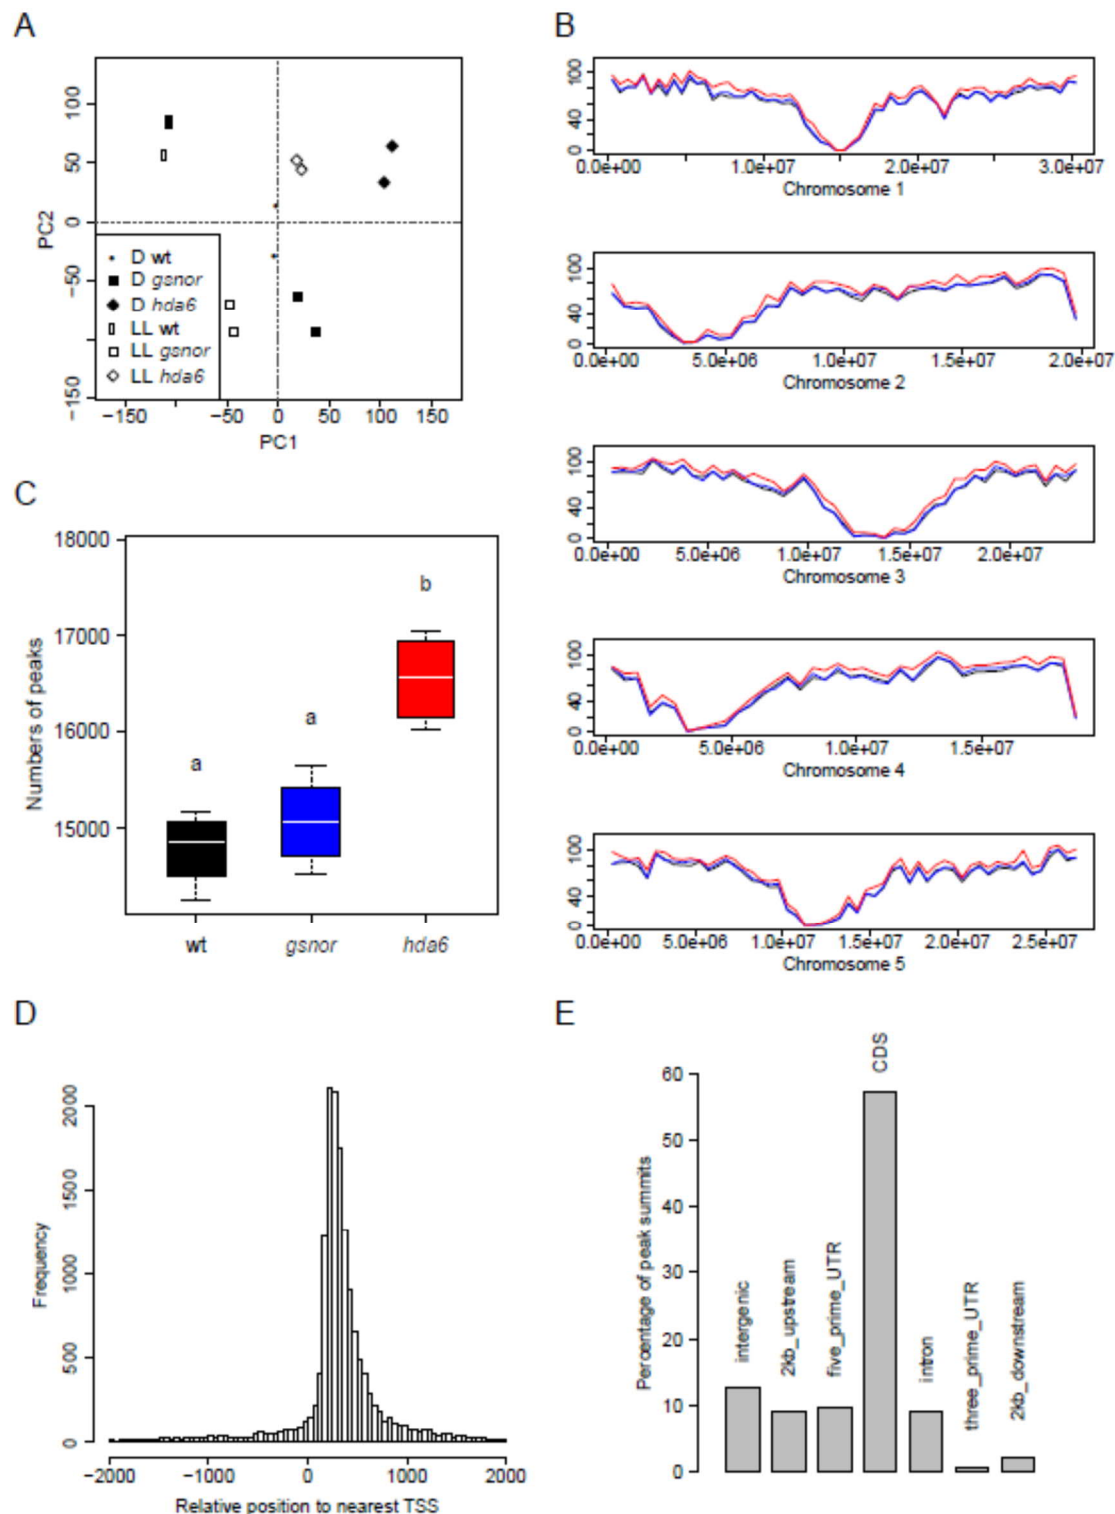 A
PC2
100
50
0
−50
−150
D wt
D gsnor
D hda6
LL wt
LL gsnor
LL hda6
−150 −50 0 50 100 150
PC1
B
0 40 100
0.0e+00 1.0e+07 2.0e+07 3.0e+07
Chromosome 1
0 40 100
0.0e+00 5.0e+06 1.0e+07 1.5e+07 2.0e+07
Chromosome 2
0 40 100
0.0e+00 5.0e+06 1.0e+07 1.5e+07 2.0e+07
Chromosome 3
0 40 100
0.0e+00 5.0e+06 1.0e+07 1.5e+07
Chromosome 4
0 40 100
0.0e+00 5.0e+06 1.0e+07 1.5e+07 2.0e+07 2.5e+07
Chromosome 5
C
Numbers of peaks
18000
17000
16000
15000
a
a
b
wt gsnor hda6
D
Frequency
0 500 1000 1500 2000
−2000 −1000 0 1000 2000
Relative position to nearest TSS
E
Percentage of peak summits
60
50
40
30
20
10
0
intergenic
2kb_upstream
five_prime_UTR
CDS
intron
three_prime_UTR
2kb_downstream